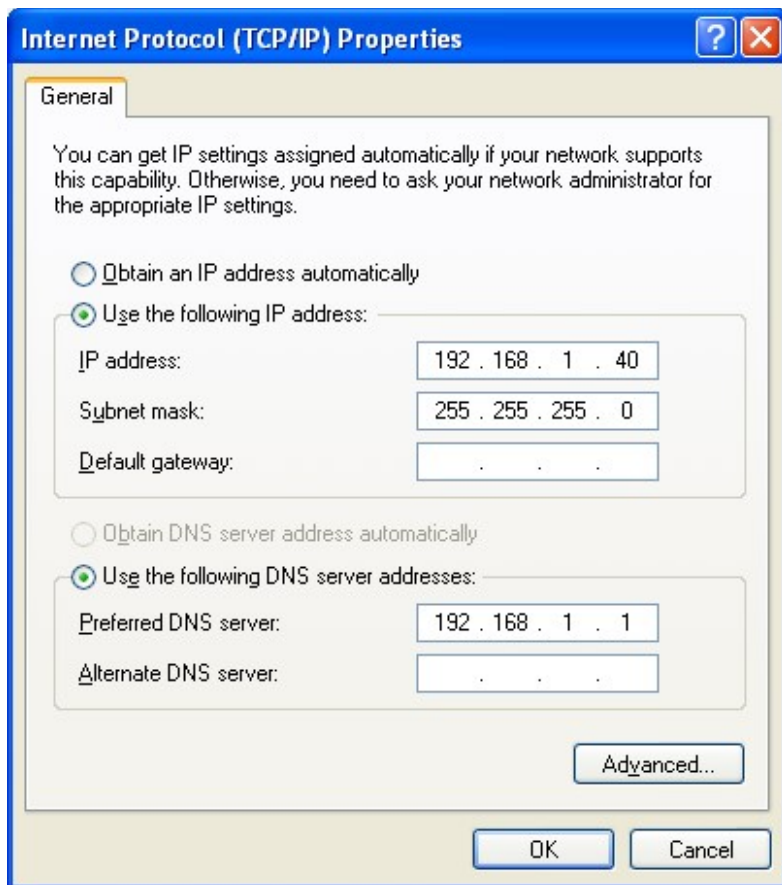 Internet Protocol (TCP/IP) Properties
General
You can get IP settings assigned automatically if your network supports
this capability. Otherwise, you need to ask your network administrator for
the appropriate IP settings.
Obtain an IP address automatically
Use the following IP address:
IP address: 192 . 168 . 1 . 40
Subnet mask: 255 . 255 . 255 . 0
Default gateway: . . .
Obtain DNS server address automatically
Use the following DNS server addresses:
Preferred DNS server: 192 . 168 . 1 . 1
Alternate DNS server: . . .
Advanced...
OK Cancel